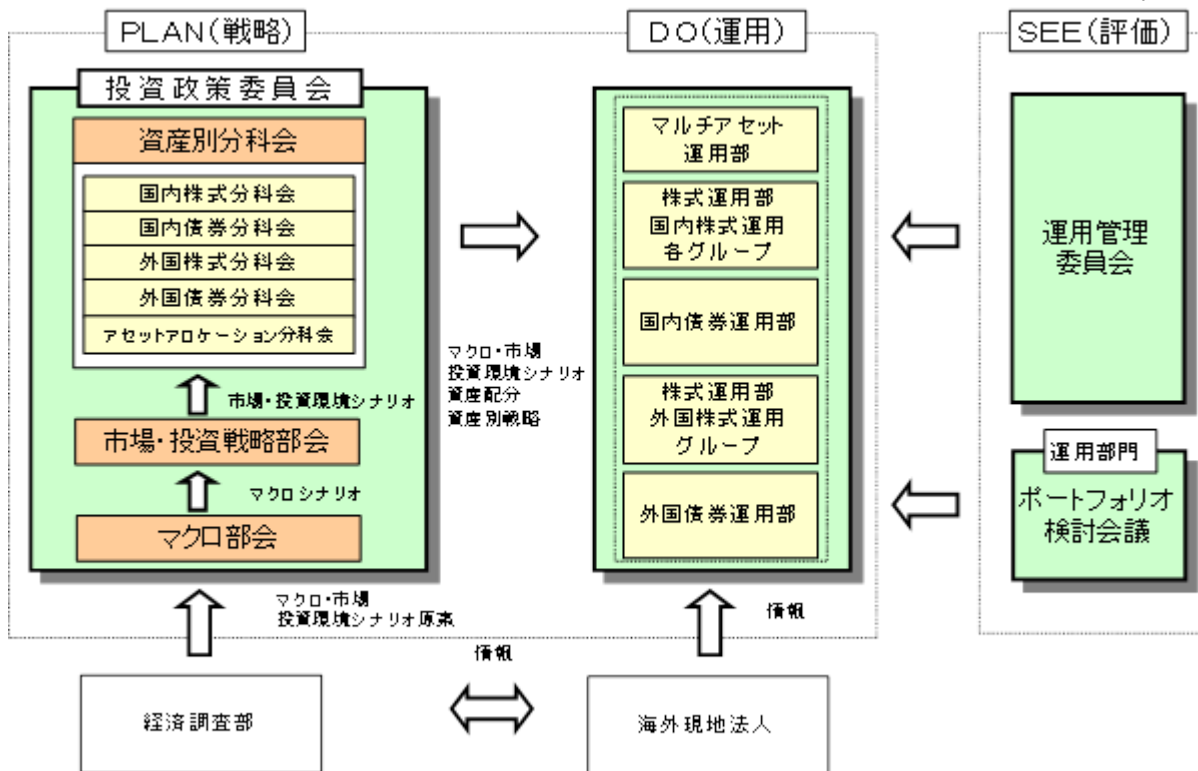 PLAN(戦略)
投資政策委員会
資産別分科会
国内株式分科会
国内債券分科会
外国株式分科会
外国債券分科会
アセットアロケーション分科会
市場・投資環境シナリオ
市場・投資戦略部会
マクロシナリオ
マクロ部会
マクロ・市場
投資環境シナリオ原案
経済調査部
マクロ・市場
投資環境シナリオ
資産配分
資産別戦略
情報
DO(運用)
マルチアセット
運用部
株式運用部
国内株式運用
各グループ
国内債券運用部
株式運用部
外国株式運用
グループ
外国債券運用部
情報
海外現地法人
SEE(評価)
運用管理
委員会
運用部門
ポートフォリオ
検討会議